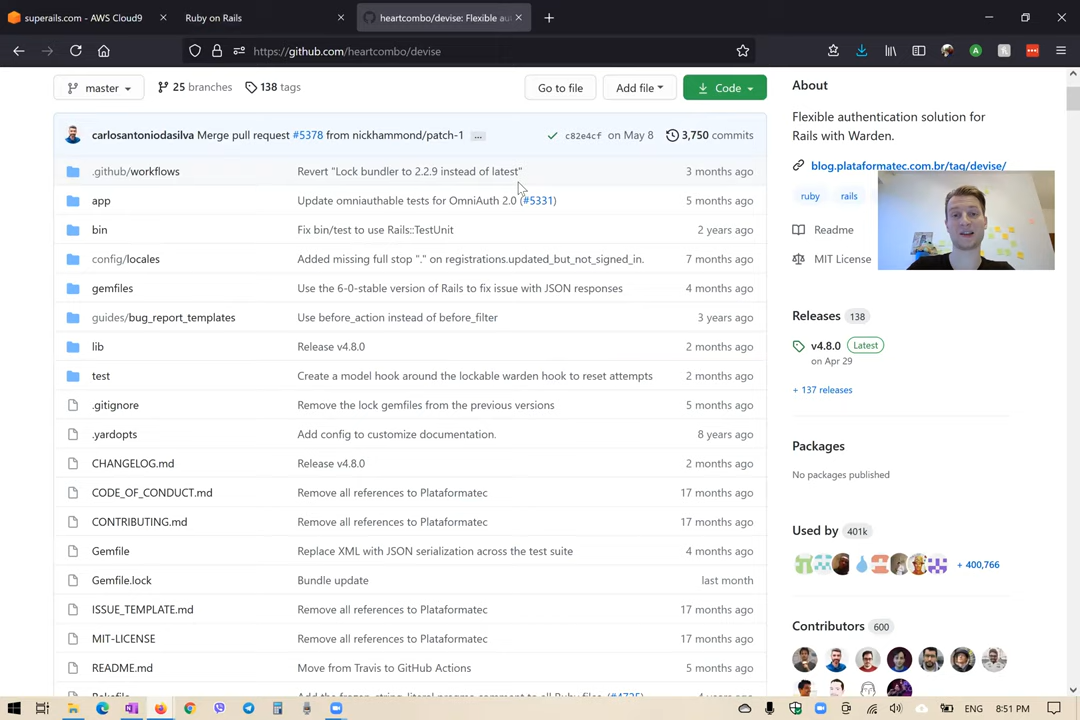 superails.com - AWS Cloud9
Ruby on Rails
heartcombo/devise: Flexible au
https://github.com/heartcombo/devise
master
25 branches
138 tags
Go to file
Add file
Code
carlosantoniodasilva Merge pull request #5378 from nickhammond/patch-1 ...
c82e4cf on May 8
3,750 commits
.github/workflows
Revert "Lock bundler to 2.2.9 instead of latest"
3 months ago
app
Update omniauthable tests for OmniAuth 2.0 (#5331)
5 months ago
bin
Fix bin/test to use Rails::TestUnit
2 years ago
config/locales
Added missing full stop "." on registrations.updated_but_not_signed_in.
7 months ago
gemfiles
Use the 6-0-stable version of Rails to fix issue with JSON responses
4 months ago
guides/bug_report_templates
Use before_action instead of before_filter
3 years ago
lib
Release v4.8.0
2 months ago
test
Create a model hook around the lockable warden hook to reset attempts
2 months ago
.gitignore
Remove the lock gemfiles from the previous versions
5 months ago
.yardopts
Add config to customize documentation.
8 years ago
CHANGELOG.md
Release v4.8.0
2 months ago
CODE_OF_CONDUCT.md
Remove all references to Plataformatec
17 months ago
CONTRIBUTING.md
Remove all references to Plataformatec
17 months ago
Gemfile
Replace XML with JSON serialization across the test suite
4 months ago
Gemfile.lock
Bundle update
last month
ISSUE_TEMPLATE.md
Remove all references to Plataformatec
17 months ago
MIT-LICENSE
Remove all references to Plataformatec
17 months ago
README.md
Move from Travis to GitHub Actions
5 months ago
About
Flexible authentication solution for
Rails with Warden.
blog.plataformatec.com.br/tag/devise/
ruby
rails
Readme
MIT License
Releases 138
v4.8.0 Latest
on Apr 29
+ 137 releases
Packages
No packages published
Used by 401k
+ 400,766
Contributors 600
ENG
8:51 PM